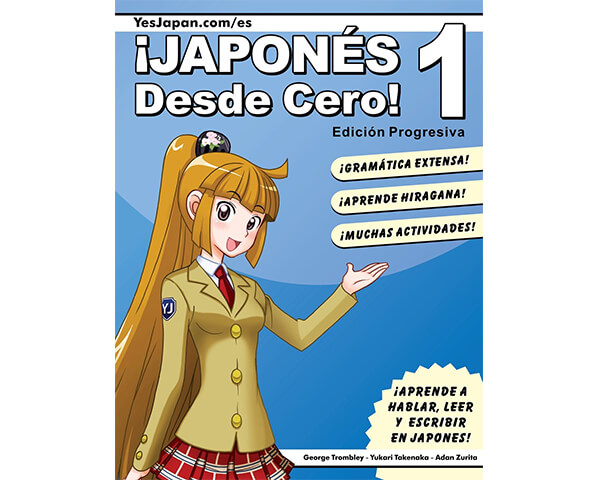 YesJapan.com/es
¡JAPONÉS 1
Desde Cero!
Edición Progresiva
¡GRAMÁTICA EXTENSA!
¡APRENDE HIRAGANA!
¡MUCHAS ACTIVIDADES!
YJ
¡APRENDE A
HABLAR, LEER
Y ESCRIBIR
EN JAPONES!
George Trombley - Yukari Takenaka - Adan Zurita